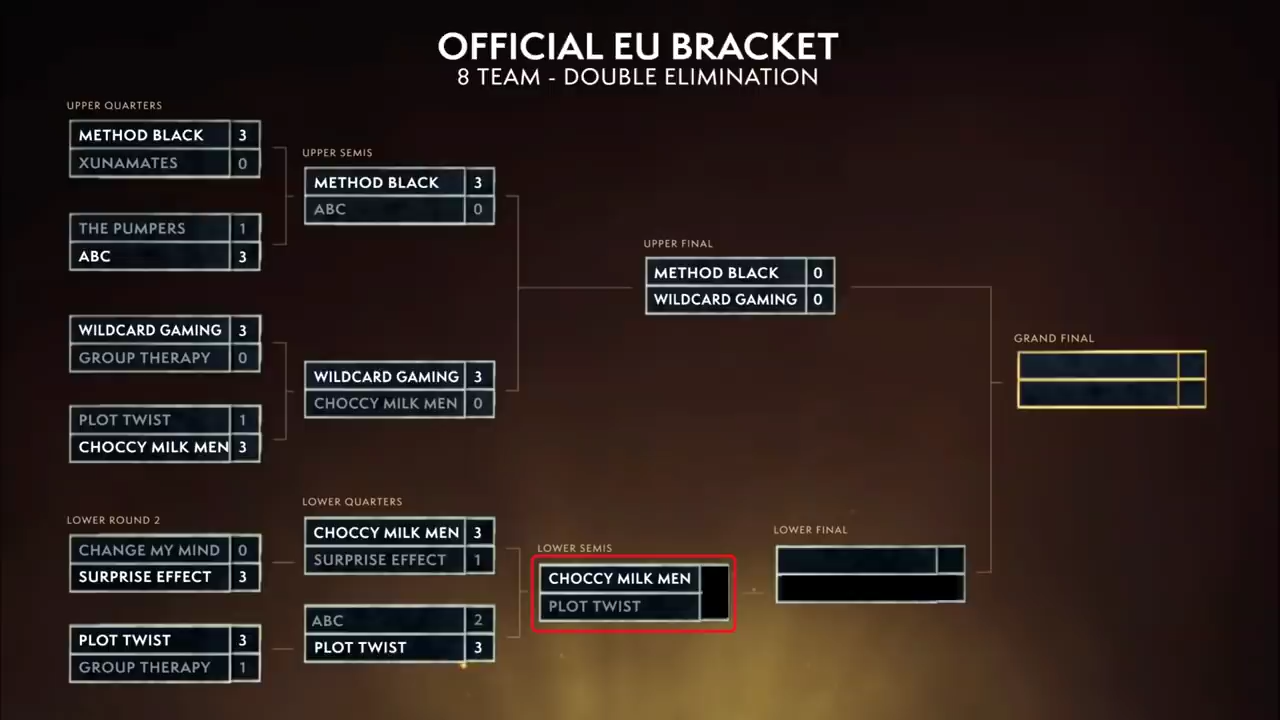 OFFICIAL EU BRACKET
8 TEAM - DOUBLE ELIMINATION
UPPER QUARTERS
METHOD BLACK 3
XUNAMATES 0
THE PUMPERS 1
ABC 3
WILDCARD GAMING 3
GROUP THERAPY 0
PLOT TWIST 1
CHOCCY MILK MEN 3
UPPER SEMIS
METHOD BLACK 3
ABC 0
WILDCARD GAMING 3
CHOCCY MILK MEN 0
UPPER FINAL
METHOD BLACK 0
WILDCARD GAMING 0
GRAND FINAL
LOWER ROUND 2
CHANGE MY MIND 0
SURPRISE EFFECT 3
PLOT TWIST 3
GROUP THERAPY 1
LOWER QUARTERS
CHOCCY MILK MEN 3
SURPRISE EFFECT 1
ABC 2
PLOT TWIST 3
LOWER SEMIS
CHOCCY MILK MEN
PLOT TWIST
LOWER FINAL